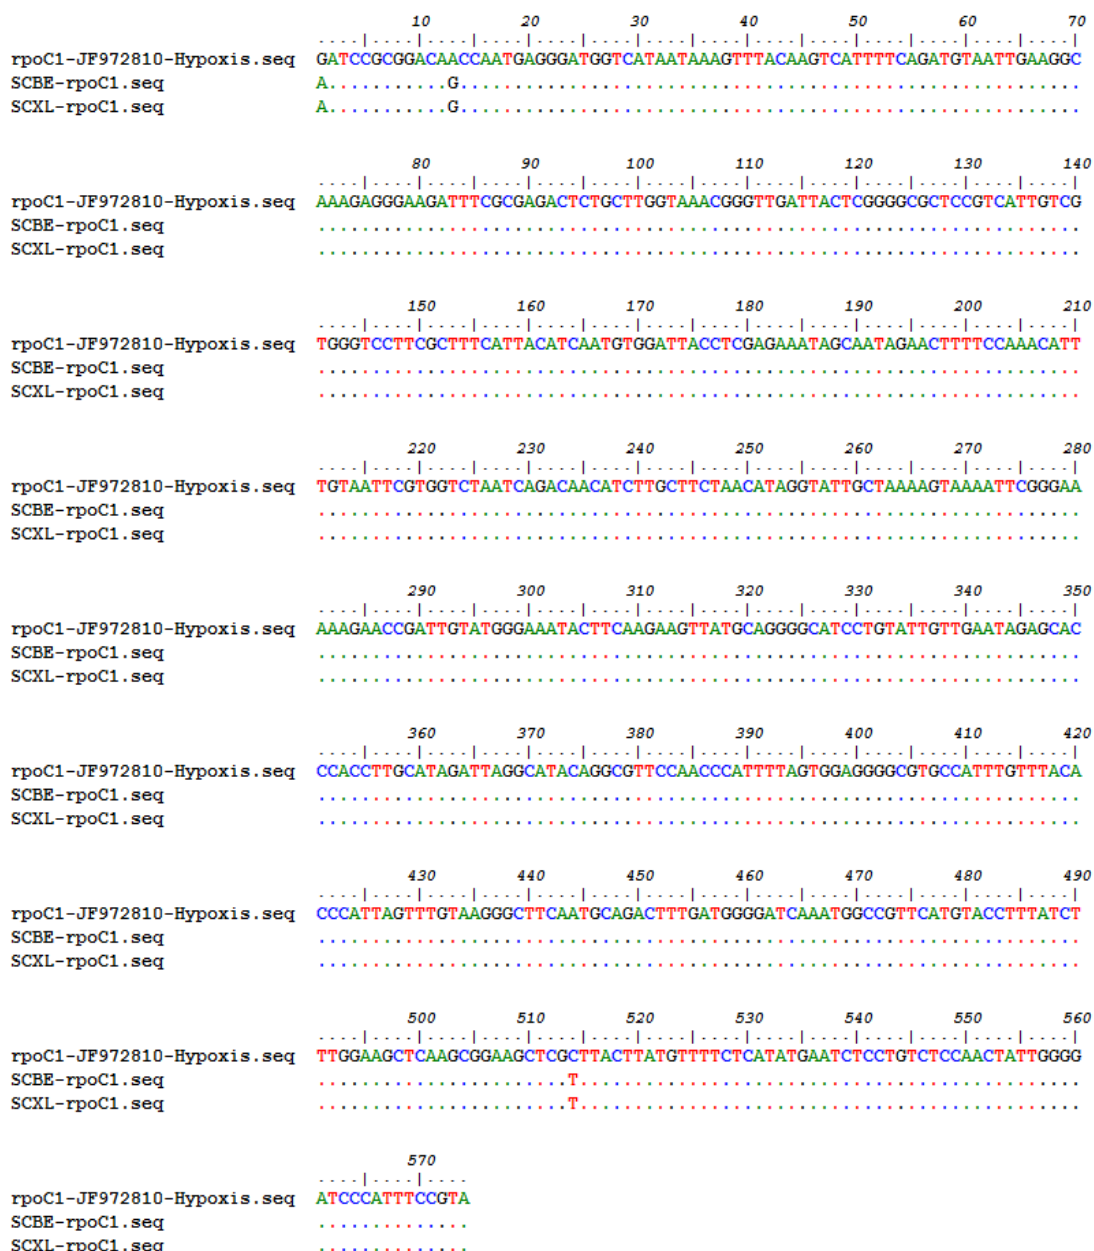 10 20 30 40 50 60 70
....|....|....|....|....|....|....|....|....|....|....|....|....|....|
rpoC1-JF972810-Hypoxis.seq GATCCGCGGACAACCAATGAGGGATGGTCATAATAAAGTTTACAAGTCATTTTCAGATGTAATTGAAGGC
SCBE-rpoC1.seq A...........G.........................................................
SCXL-rpoC1.seq A...........G.........................................................
80 90 100 110 120 130 140
....|....|....|....|....|....|....|....|....|....|....|....|....|....|
rpoC1-JF972810-Hypoxis.seq AAAGAGGGAAGATTTCGCGAGACTCTGCTTGGTAAACGGGTTGATTACTCGGGGCGCTCCGTCATTGTCG
SCBE-rpoC1.seq ......................................................................
SCXL-rpoC1.seq ......................................................................
150 160 170 180 190 200 210
....|....|....|....|....|....|....|....|....|....|....|....|....|....|
rpoC1-JF972810-Hypoxis.seq TGGGTCCTTCGCTTTCATTACATCAATGTGGATTACCTCGAGAAATAGCAATAGAACTTTTCCAAACATT
SCBE-rpoC1.seq ......................................................................
SCXL-rpoC1.seq ......................................................................
220 230 240 250 260 270 280
....|....|....|....|....|....|....|....|....|....|....|....|....|....|
rpoC1-JF972810-Hypoxis.seq TGTAATTCGTGGTCTAATCAGACAACATCTTGCTTCTAACATAGGTATTGCTAAAAGTAAAATTCGGGAA
SCBE-rpoC1.seq ......................................................................
SCXL-rpoC1.seq ......................................................................
290 300 310 320 330 340 350
....|....|....|....|....|....|....|....|....|....|....|....|....|....|
rpoC1-JF972810-Hypoxis.seq AAAGAACCGATTGTATGGGAAATACTTCAAGAAGTTATGCAGGGGCATCCTGTATTGTTGAATAGAGCAC
SCBE-rpoC1.seq ......................................................................
SCXL-rpoC1.seq ......................................................................
360 370 380 390 400 410 420
....|....|....|....|....|....|....|....|....|....|....|....|....|....|
rpoC1-JF972810-Hypoxis.seq CCACCTTGCATAGATTAGGCATACAGGCGTTCCAACCCATTTTAGTGGAGGGGCGTGCCATTTGTTTACA
SCBE-rpoC1.seq ......................................................................
SCXL-rpoC1.seq ......................................................................
430 440 450 460 470 480 490
....|....|....|....|....|....|....|....|....|....|....|....|....|....|
rpoC1-JF972810-Hypoxis.seq CCCATTAGTTTGTAAGGGCTTCAATGCAGACTTTGATGGGGATCAAATGGCCGTTCATGTACCTTTATCT
SCBE-rpoC1.seq ......................................................................
SCXL-rpoC1.seq ......................................................................
500 510 520 530 540 550 560
....|....|....|....|....|....|....|....|....|....|....|....|....|....|
rpoC1-JF972810-Hypoxis.seq TTGGAAGCTCAAGCGGAAGCTCGCTTACTTATGTTTTCTCATATGAATCTCCTGTCTCCAACTATTGGGG
SCBE-rpoC1.seq .......................T..............................................
SCXL-rpoC1.seq .......................T..............................................
570
....|....|....
rpoC1-JF972810-Hypoxis.seq ATCCCATTTCCGTA
SCBE-rpoC1.seq ..............
SCXL-rpoC1.seq ..............